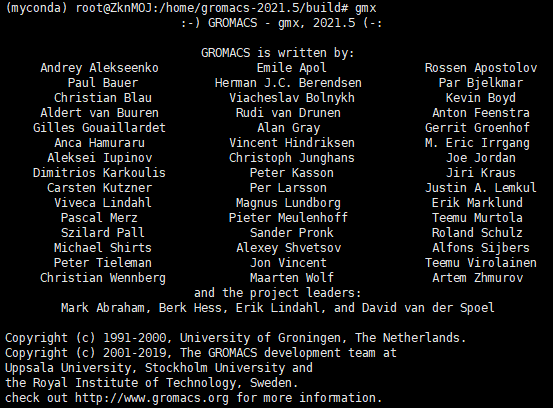 (myconda) root@ZknMOJ:/home/gromacs-2021.5/build# gmx
:-) GROMACS - gmx, 2021.5 (-:
GROMACS is written by:
Andrey Alekseenko Emile Apol Rossen Apostolov
Paul Bauer Herman J.C. Berendsen Par Bjelkmar
Christian Blau Viacheslav Bolnykh Kevin Boyd
Aldert van Buuren Rudi van Drunen Anton Feenstra
Gilles Gouaillardet Alan Gray Gerrit Groenhof
Anca Hamuraru Vincent Hindriksen M. Eric Irrgang
Aleksei Iupinov Christoph Junghans Joe Jordan
Dimitrios Karkoulis Peter Kasson Jiri Kraus
Carsten Kutzner Per Larsson Justin A. Lemkul
Viveca Lindahl Magnus Lundborg Erik Marklund
Pascal Merz Pieter Meulenhoff Teemu Murtola
Szilard Pall Sander Pronk Roland Schulz
Michael Shirts Alexey Shvetsov Alfons Sijbers
Peter Tieleman Jon Vincent Teemu Virolainen
Christian Wennberg Maarten Wolf Artem Zhmurov
and the project leaders:
Mark Abraham, Berk Hess, Erik Lindahl, and David van der Spoel
Copyright (c) 1991-2000, University of Groningen, The Netherlands.
Copyright (c) 2001-2019, The GROMACS development team at
Uppsala University, Stockholm University and
the Royal Institute of Technology, Sweden.
check out http://www.gromacs.org for more information.